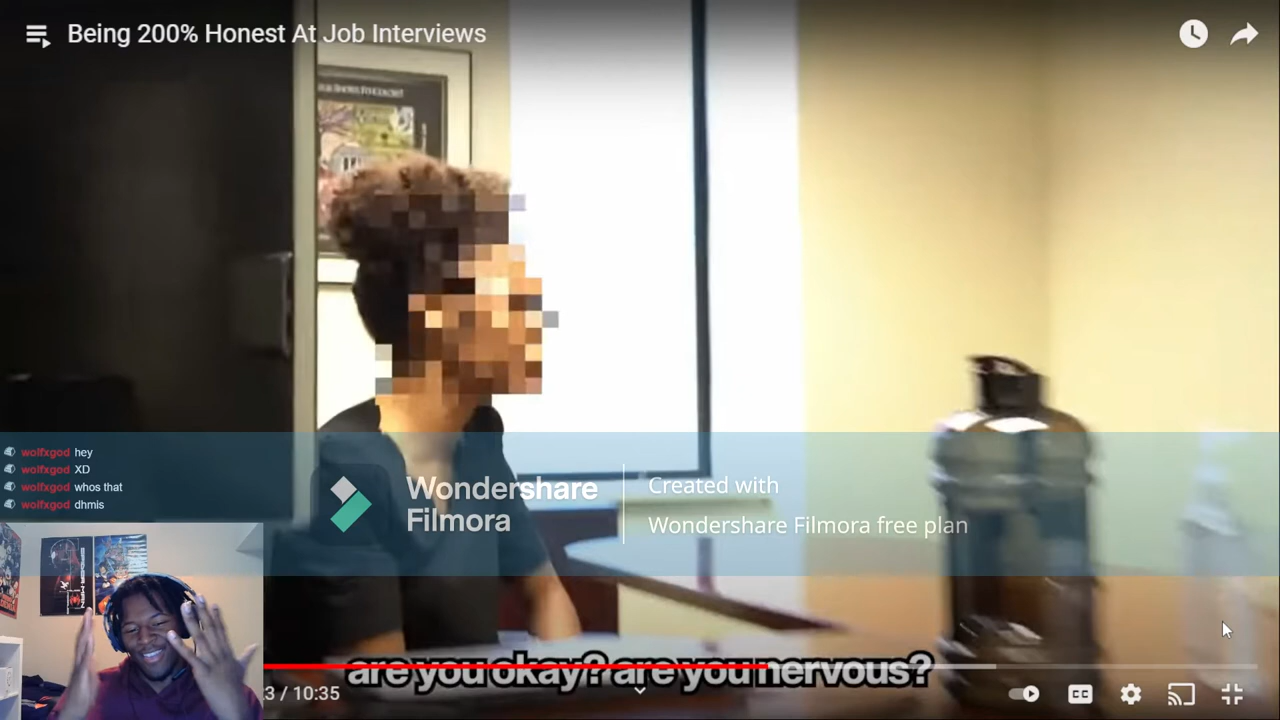 Being 200% Honest At Job Interviews
wolfxgod hey
wolfxgod XD
wolfxgod whos that
wolfxgod dhmis
Wondershare
Filmora
Created with
Wondershare Filmora free plan
are you okay? are you nervous?
3 / 10:35
CC